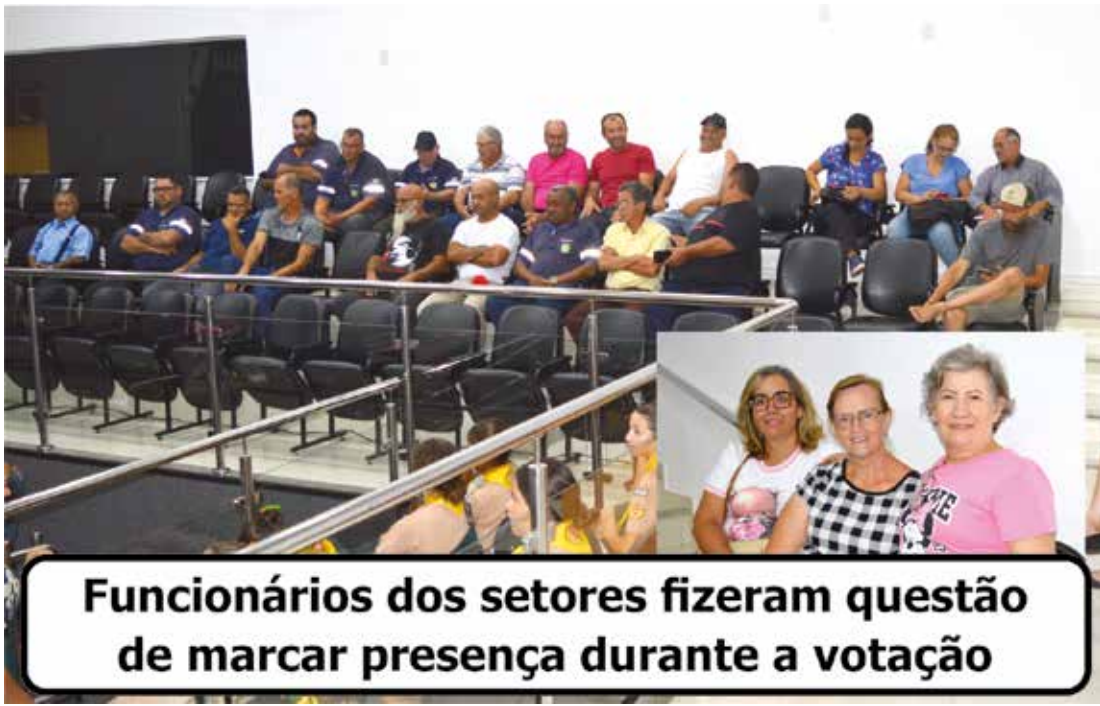 Funcionários dos setores fizeram questão
de marcar presença durante a votação